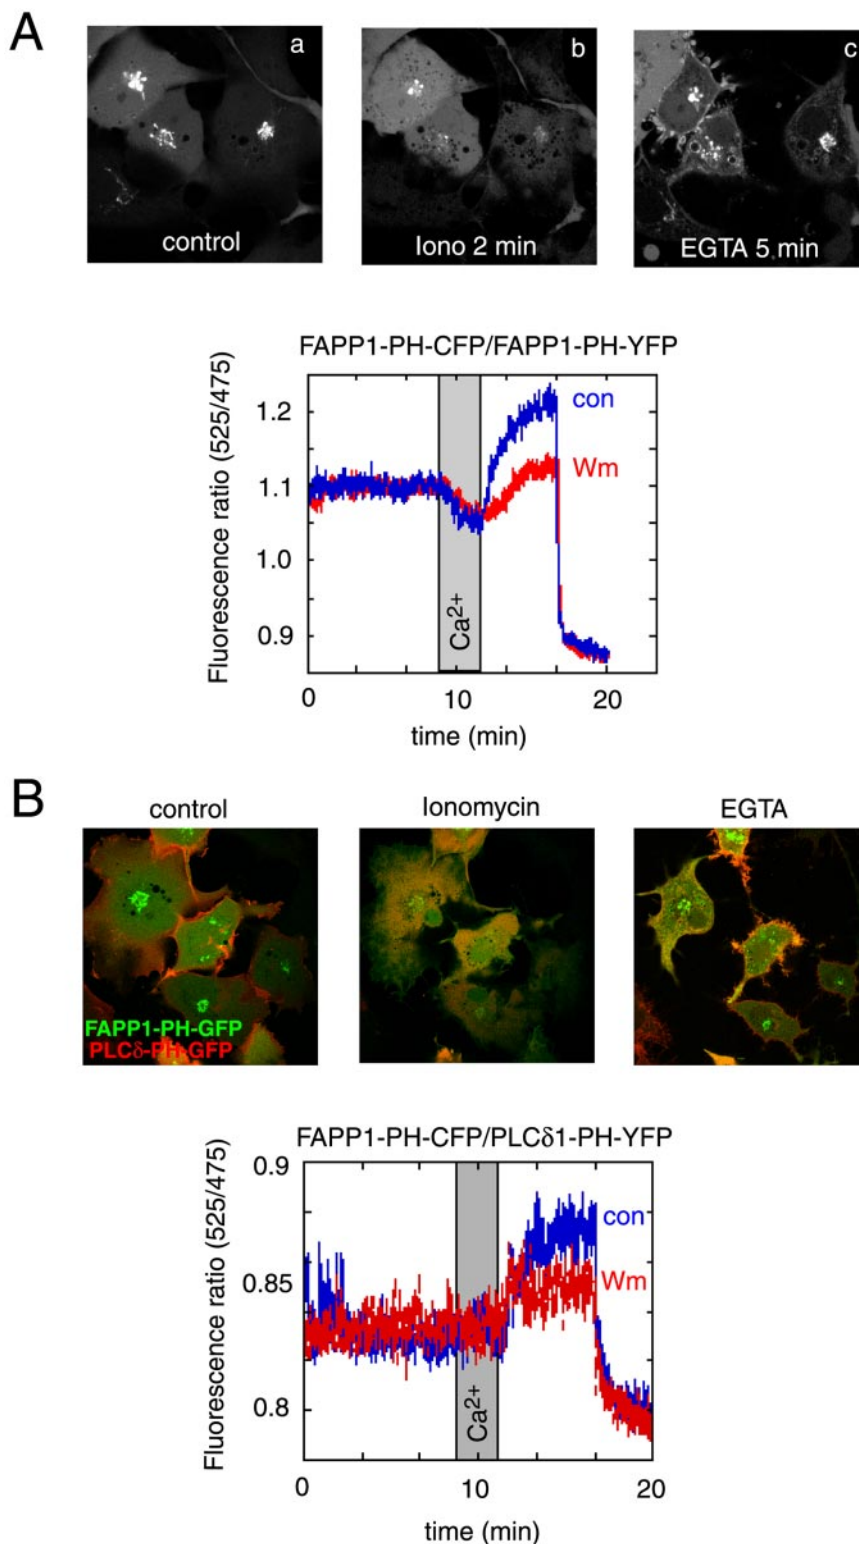 A
a
b
c
control
Iono 2 min
EGTA 5 min
FAPP1-PH-CFP/FAPP1-PH-YFP
Fluorescence ratio (525/475)
1.2
1.1
1.0
0.9
con
Wm
Ca2+
0
10
20
time (min)
B
control
Ionomycin
EGTA
FAPP1-PH-GFP
PLCδ-PH-GFP
FAPP1-PH-CFP/PLCδ1-PH-YFP
Fluorescence ratio (525/475)
0.9
0.85
0.8
con
Wm
Ca2+
0
10
20
time (min)